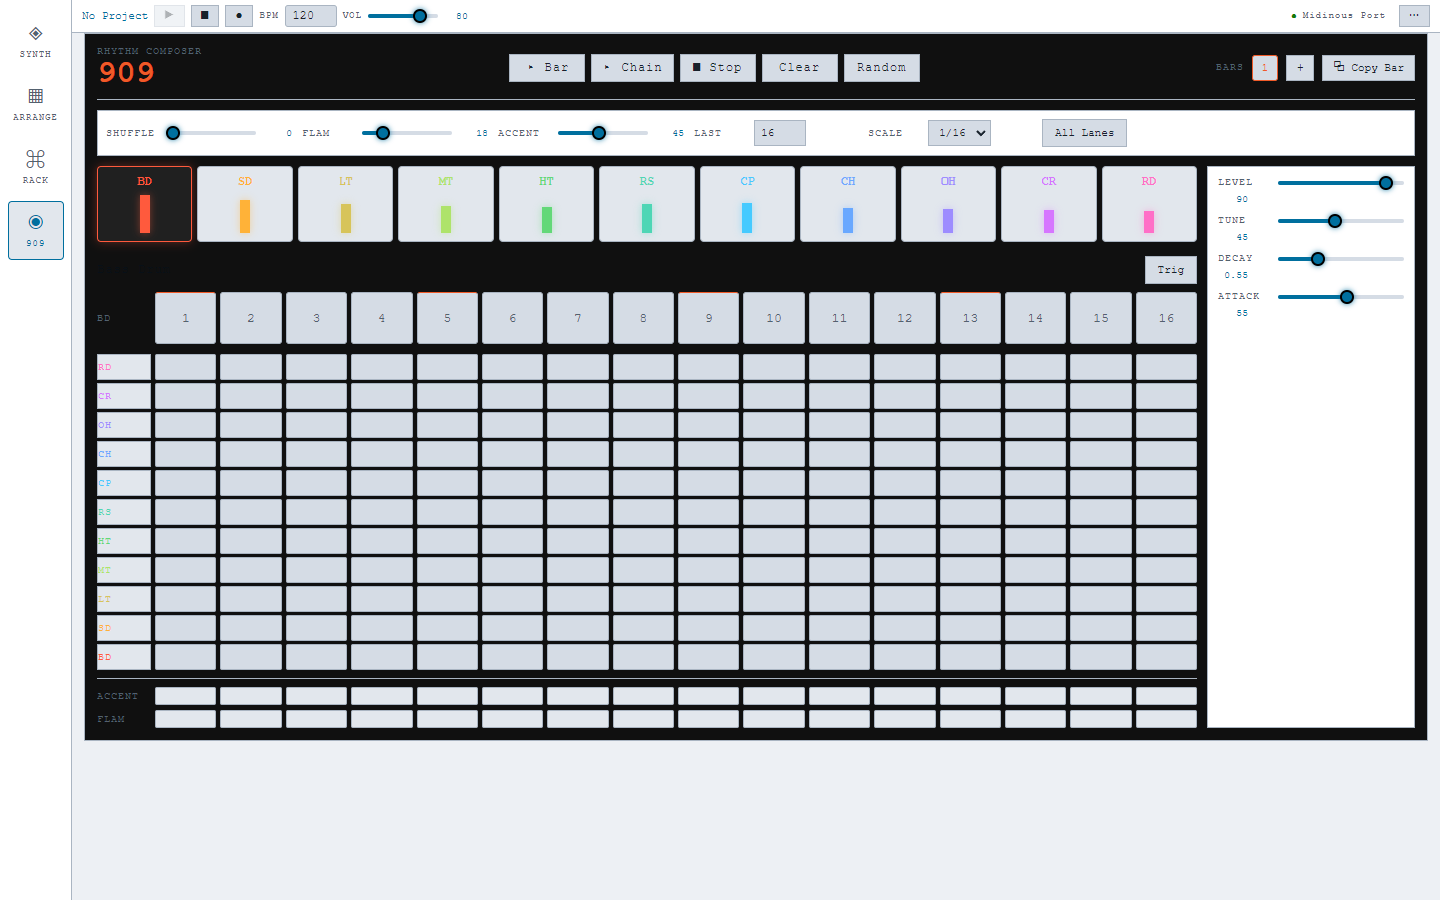 No Project BPM 120 VOL 80 Midinous Port ...
SYNTH
ARRANGE
RACK
909
RHYTHM COMPOSER
909
Bar Chain Stop Clear Random
BARS 1 + Copy Bar
SHUFFLE 0 FLAM 18 ACCENT 45 LAST 16 SCALE 1/16 All Lanes
BD SD LT MT HT RS CP CH OH CR RD
LEVEL
90
TUNE
45
DECAY
0.55
ATTACK
55
Trig
BD 1 2 3 4 5 6 7 8 9 10 11 12 13 14 15 16
RD
CR
OH
CH
CP
RS
HT
MT
LT
SD
BD
ACCENT
FLAM